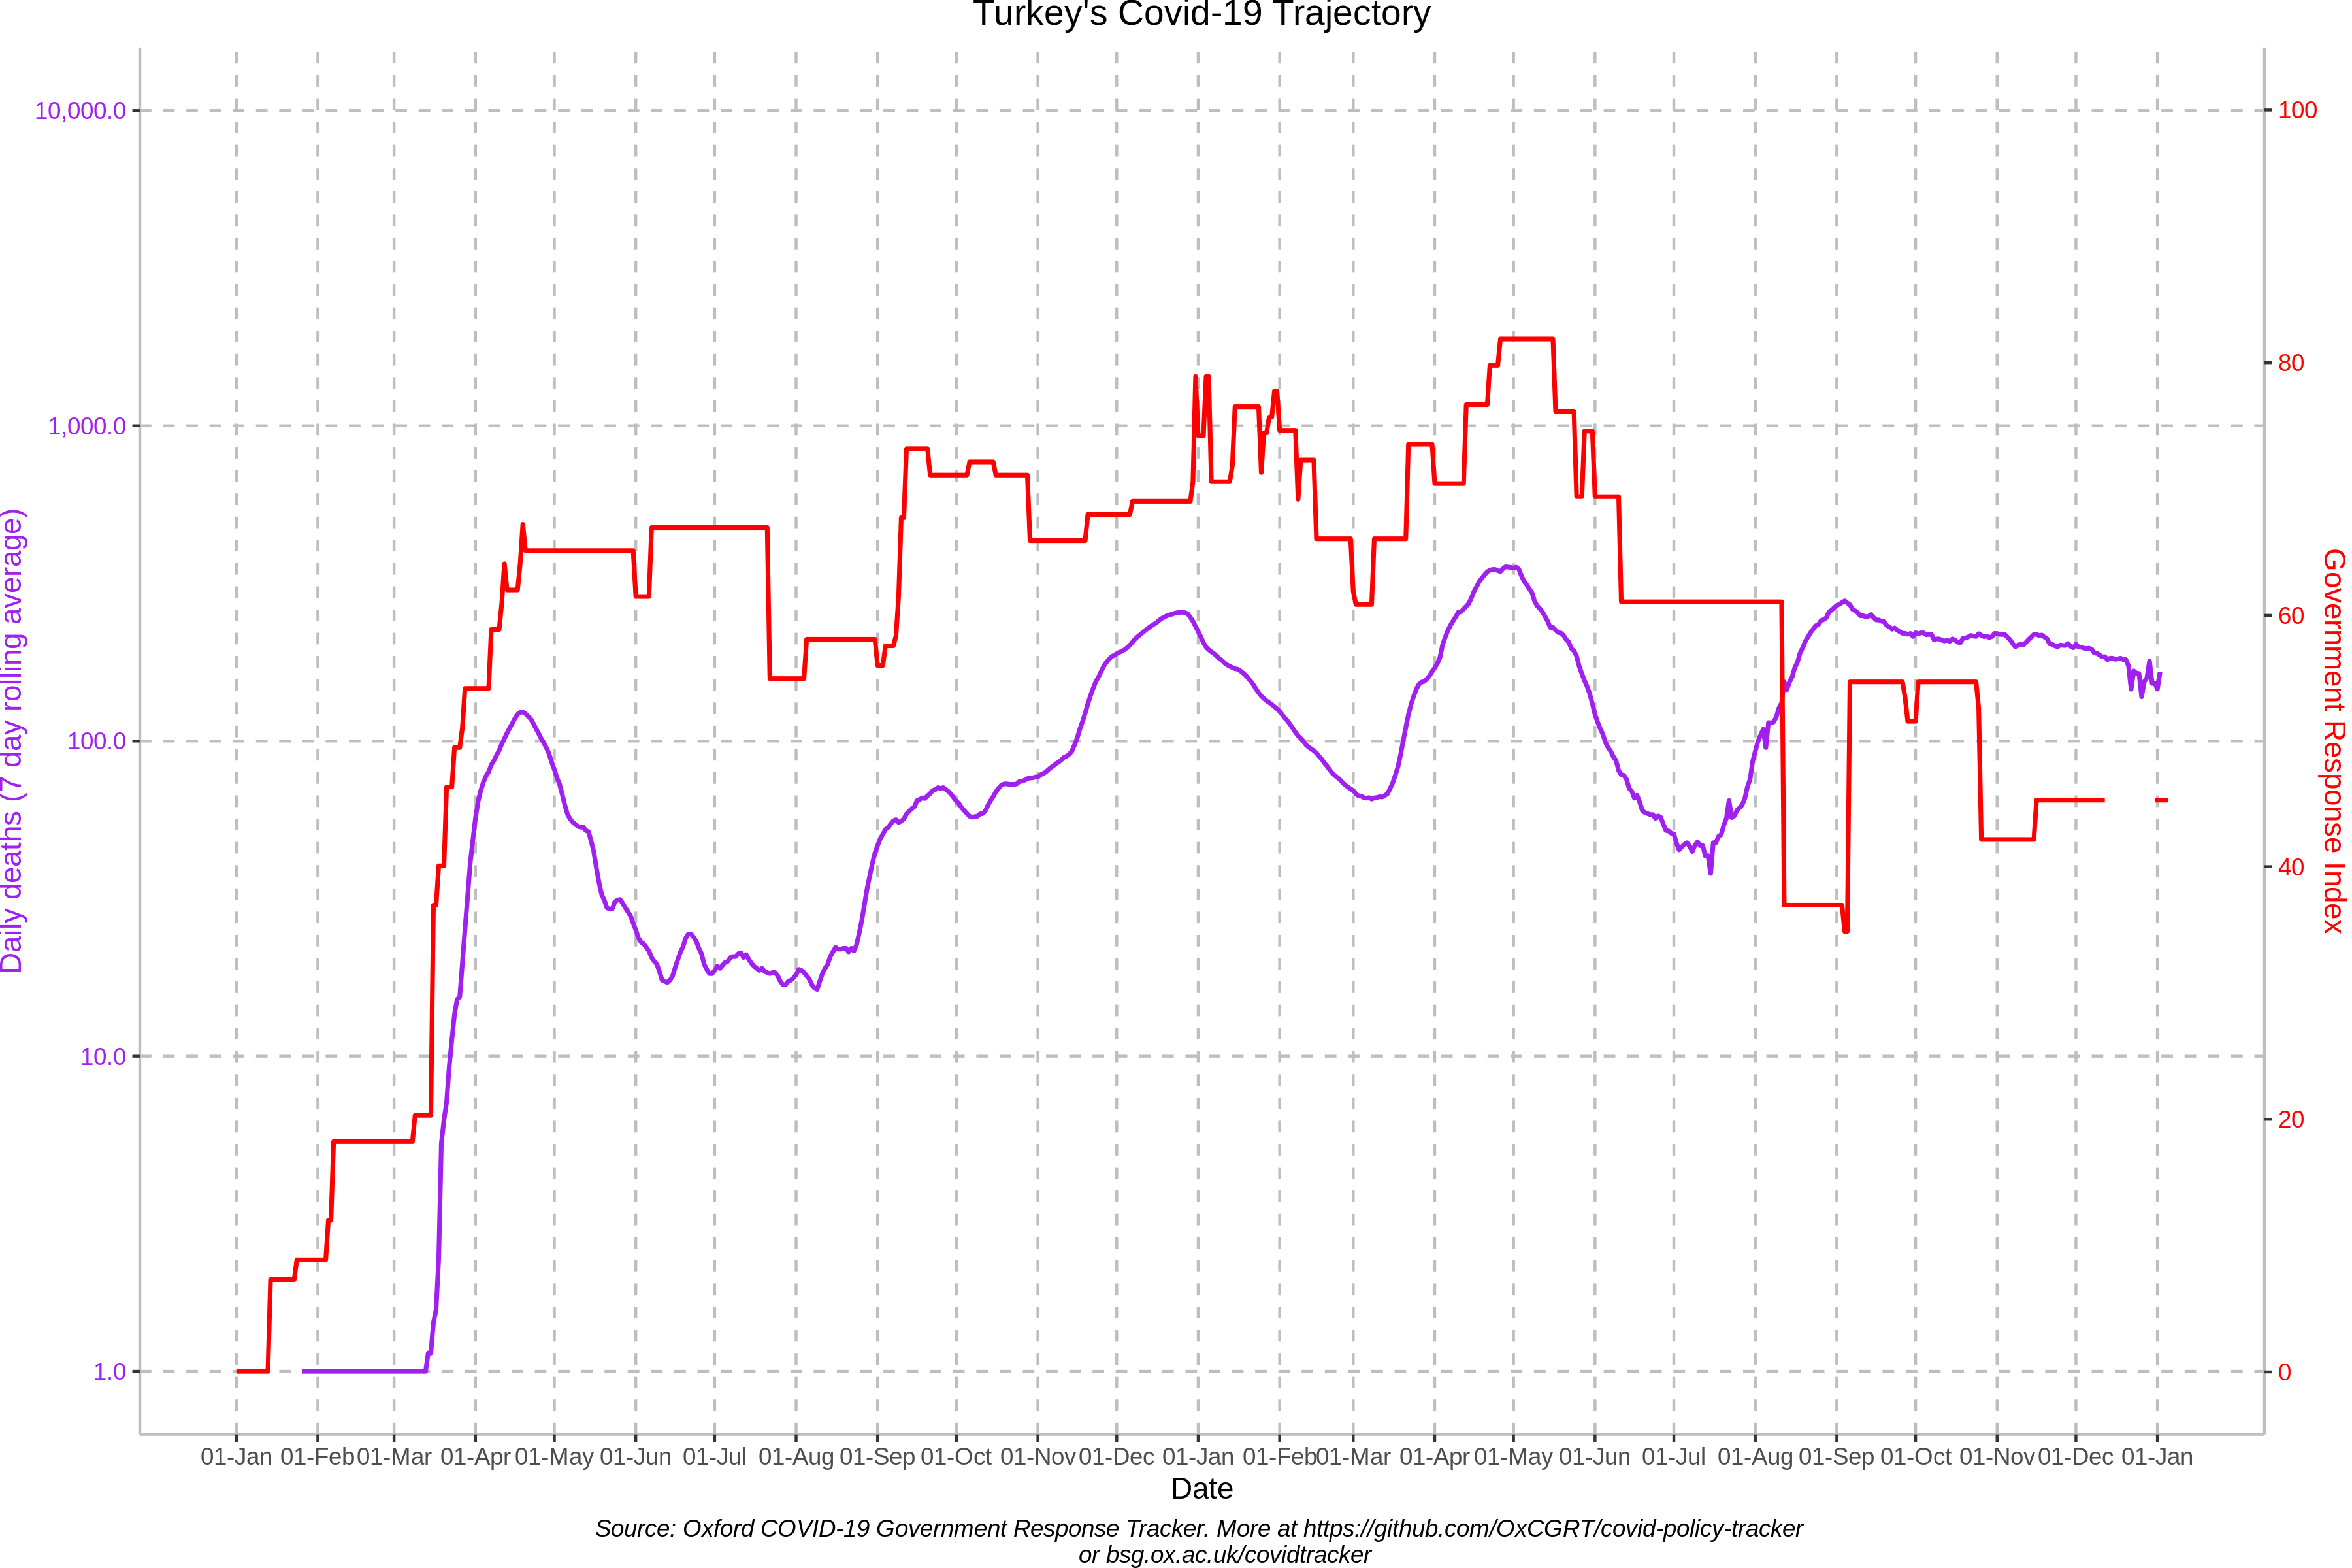 Turkey's Covid-19 Trajectory
10,000.0
1,000.0
100.0
10.0
1.0
Daily deaths (7 day rolling average)
100
80
60
40
20
0
Government Response Index
01-Jan 01-Feb 01-Mar 01-Apr 01-May 01-Jun 01-Jul 01-Aug 01-Sep 01-Oct 01-Nov 01-Dec 01-Jan 01-Feb 01-Mar 01-Apr 01-May 01-Jun 01-Jul 01-Aug 01-Sep 01-Oct 01-Nov 01-Dec 01-Jan
Date
Source: Oxford COVID-19 Government Response Tracker. More at https://github.com/OxCGRT/covid-policy-tracker
or bsg.ox.ac.uk/covidtracker